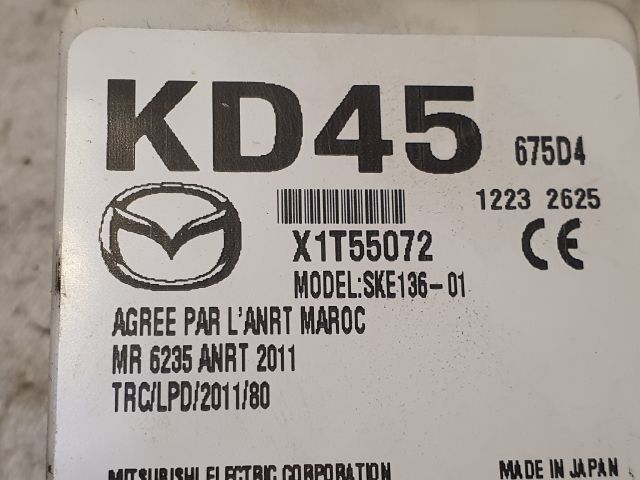 KD45 675D4
1223 2625
X1T55072 CE
MODEL:SKE136-01
AGREE PAR L'ANRT MAROC
MR 6235 ANRT 2011
TRC/LPD/2011/80
MITSUBISHI ELECTRIC CORPORATION MADE IN JAPAN